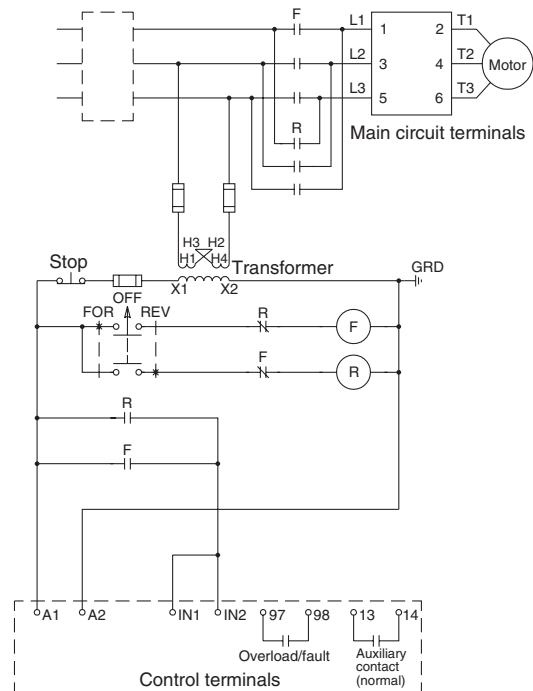 F
L1 1 2 T1
L2 3 4 T2 Motor
L3 5 6 T3
R
Main circuit terminals
H3 H2
H1 H4
Stop
Transformer
GRD
X1 X2
OFF
FOR REV
R
F
F
R
R
F
A1 A2 IN1 IN2 97 98 13 14
Overload/fault
Auxiliary
contact
(normal)
Control terminals